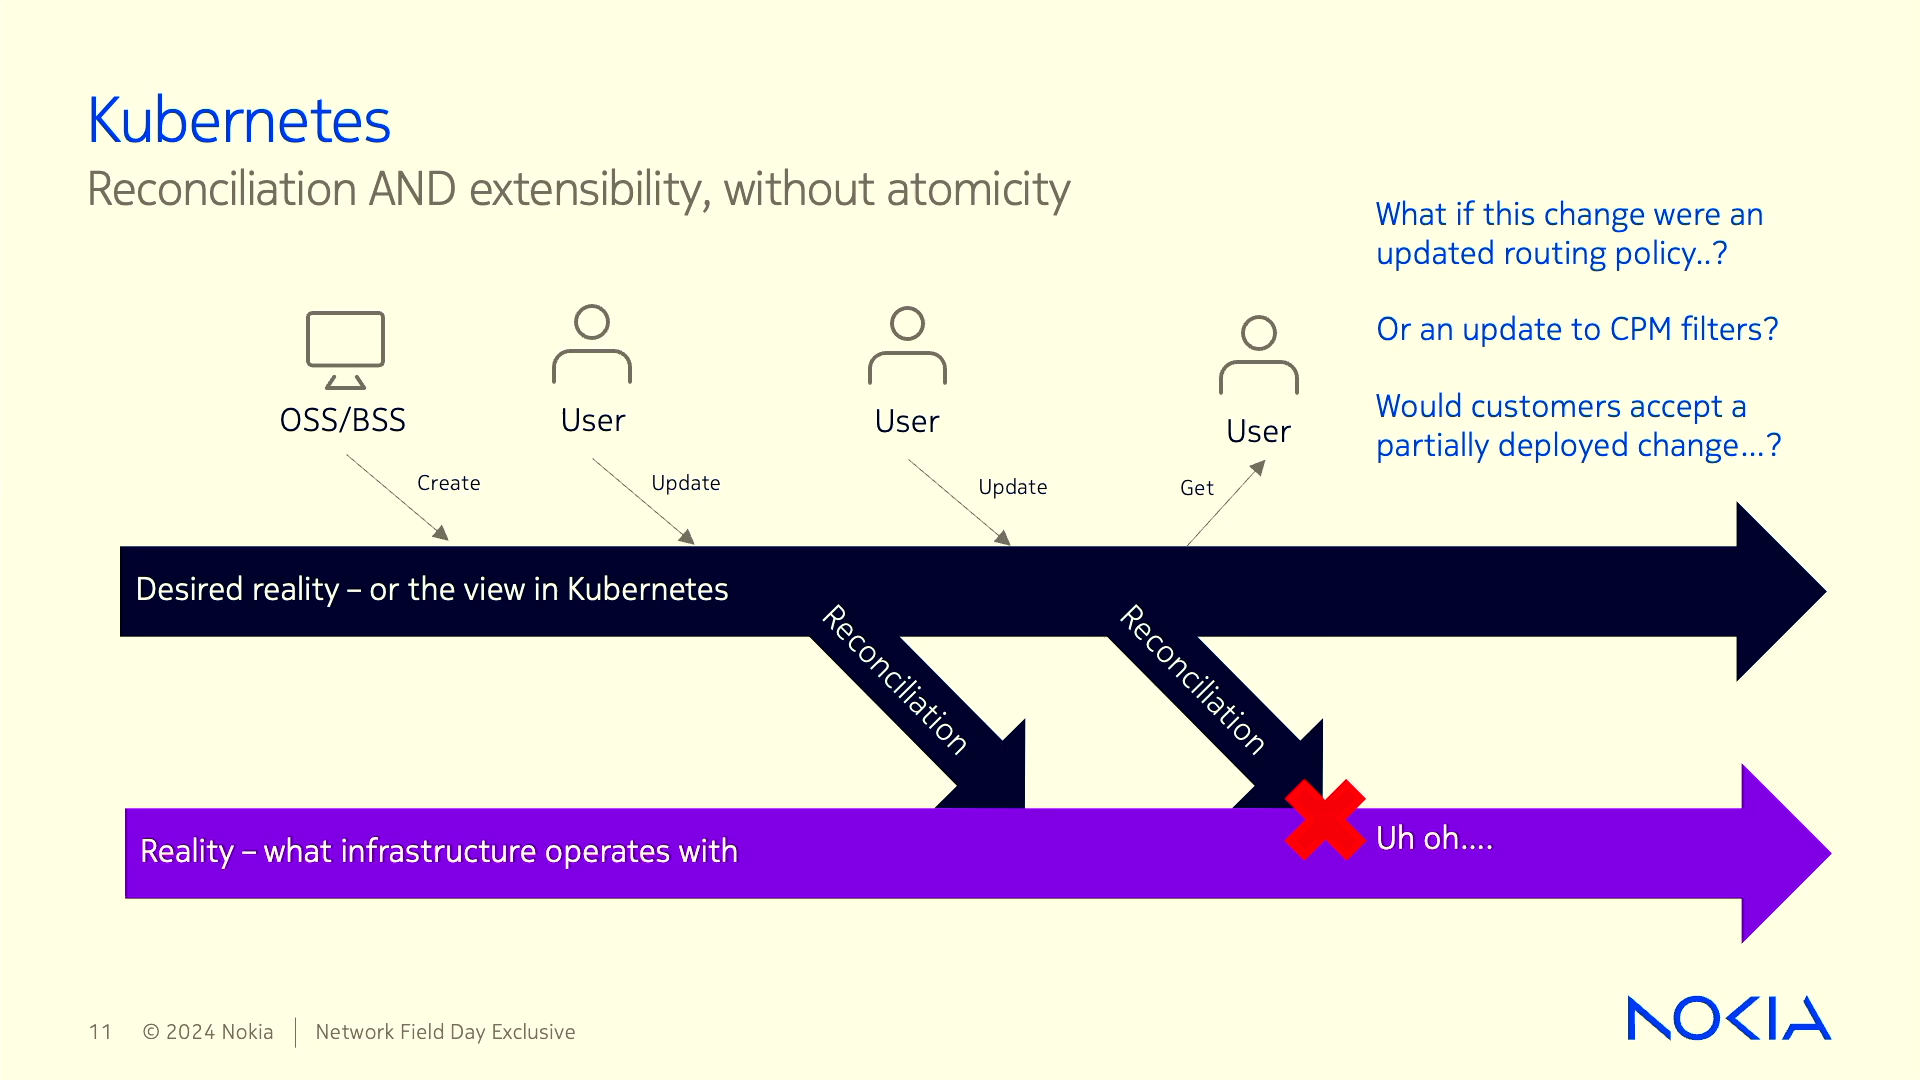 Kubernetes
Reconciliation AND extensibility, without atomicity
What if this change were an
updated routing policy..?
Or an update to CPM filters?
Would customers accept a
partially deployed change...?
OSS/BSS
User
User
User
Create
Update
Update
Get
Desired reality – or the view in Kubernetes
Reconciliation
Reconciliation
Reality – what infrastructure operates with
Uh oh....
11 © 2024 Nokia | Network Field Day Exclusive
NOKIA